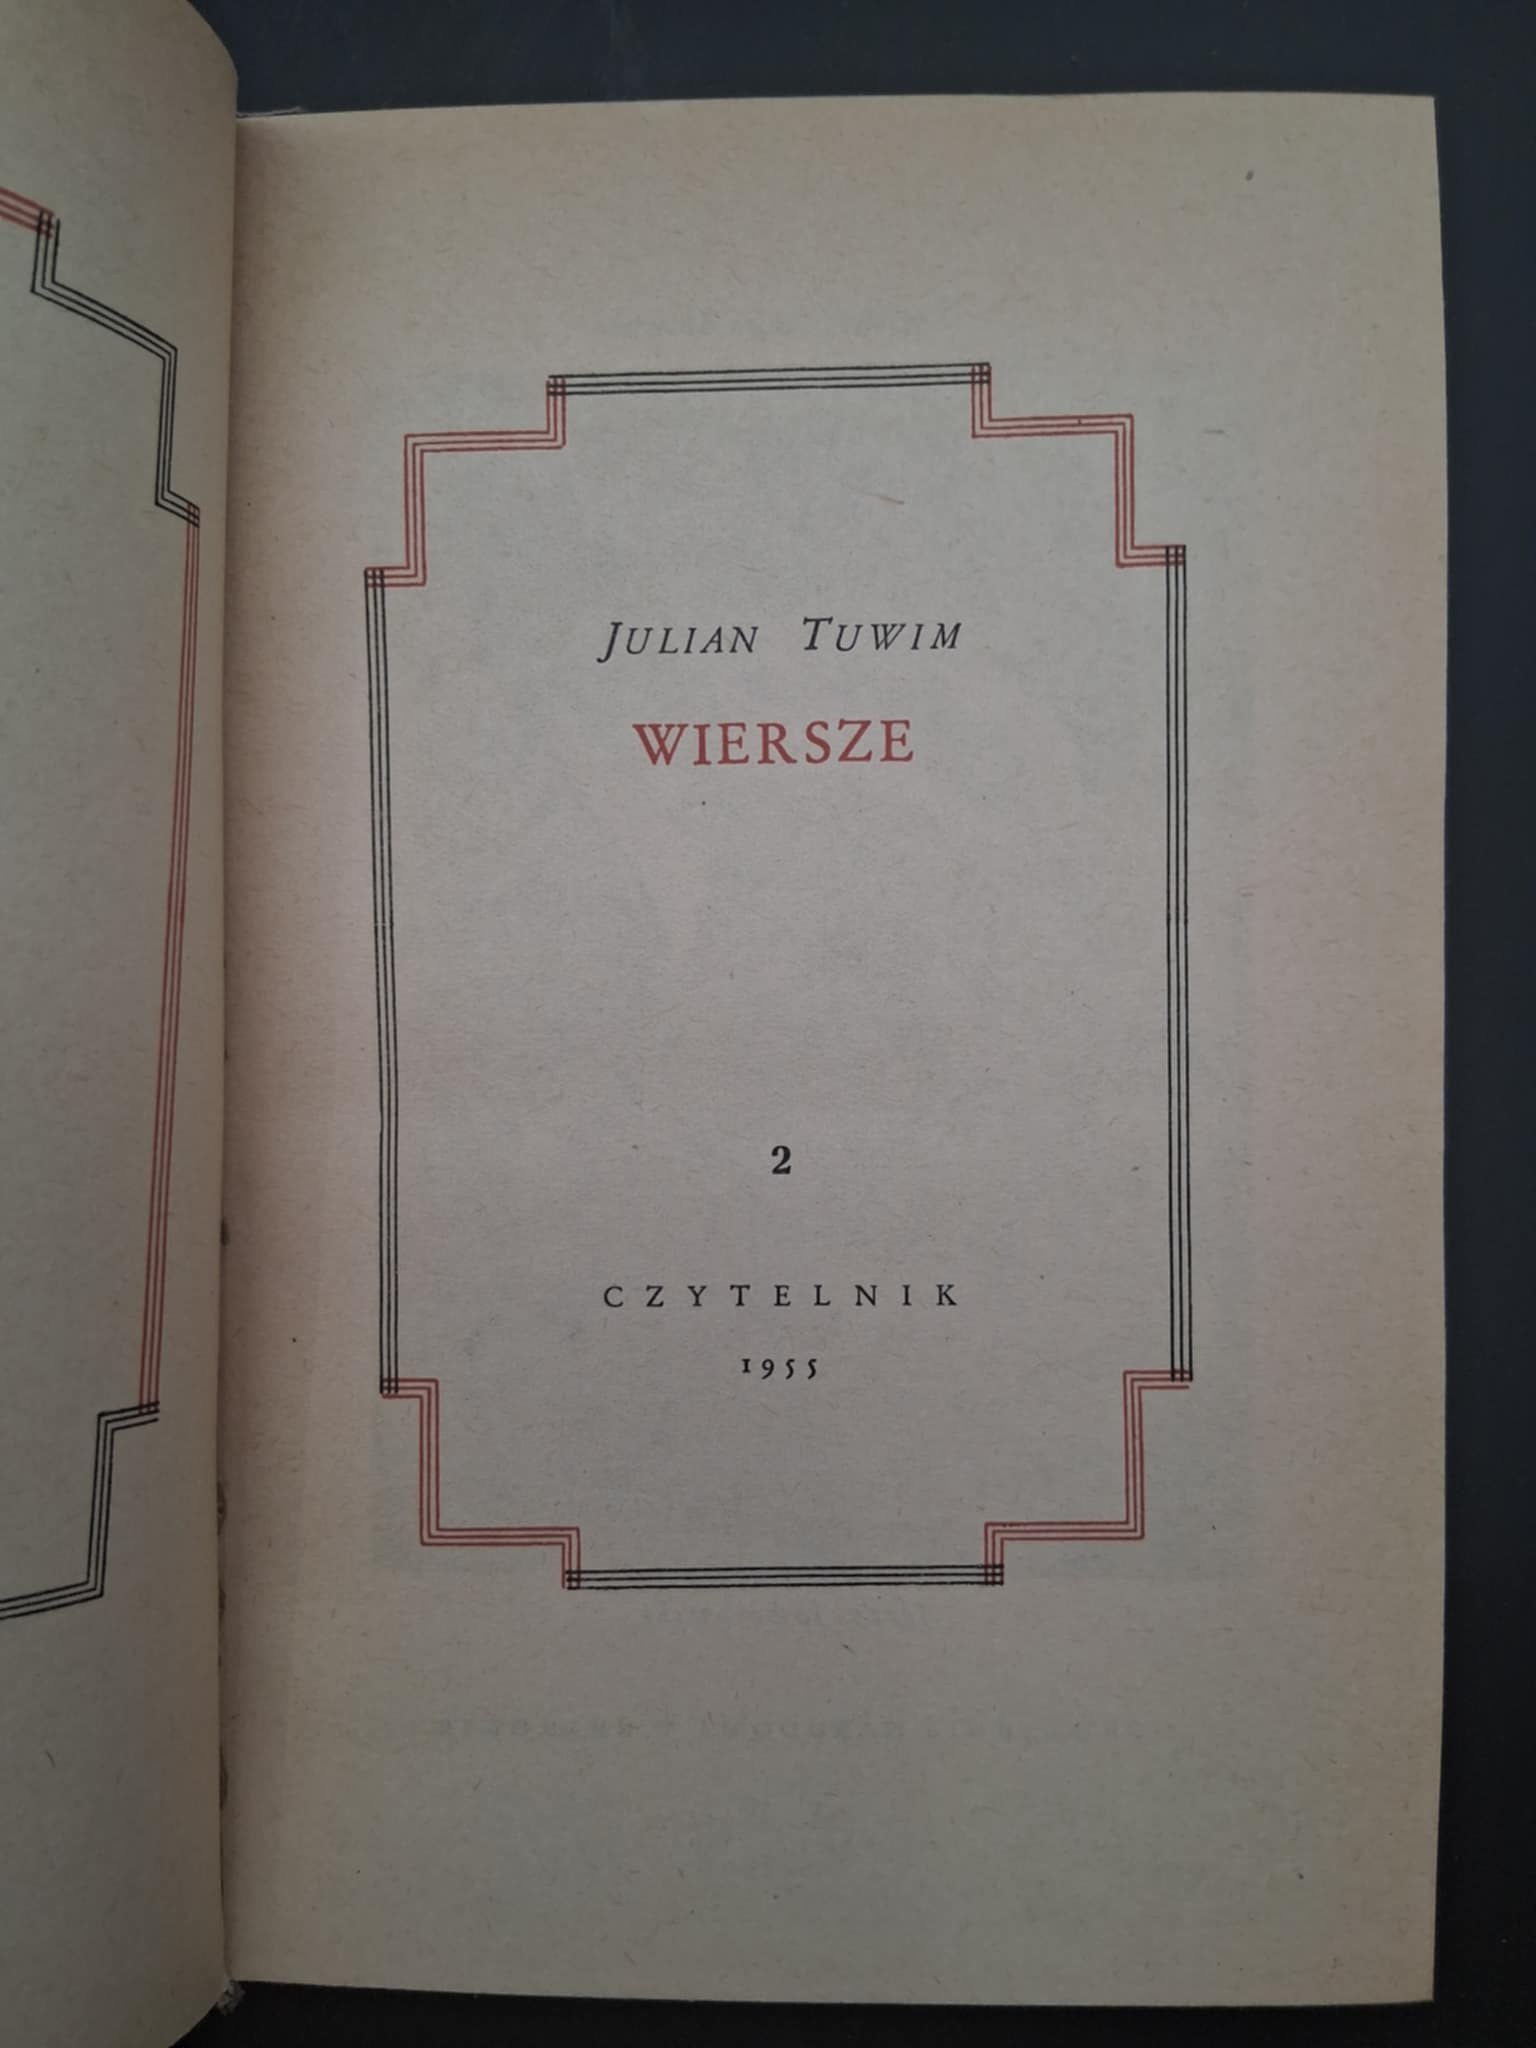 JULIAN TUWIM
WIERSZE
2
CZYTELNIK
1955